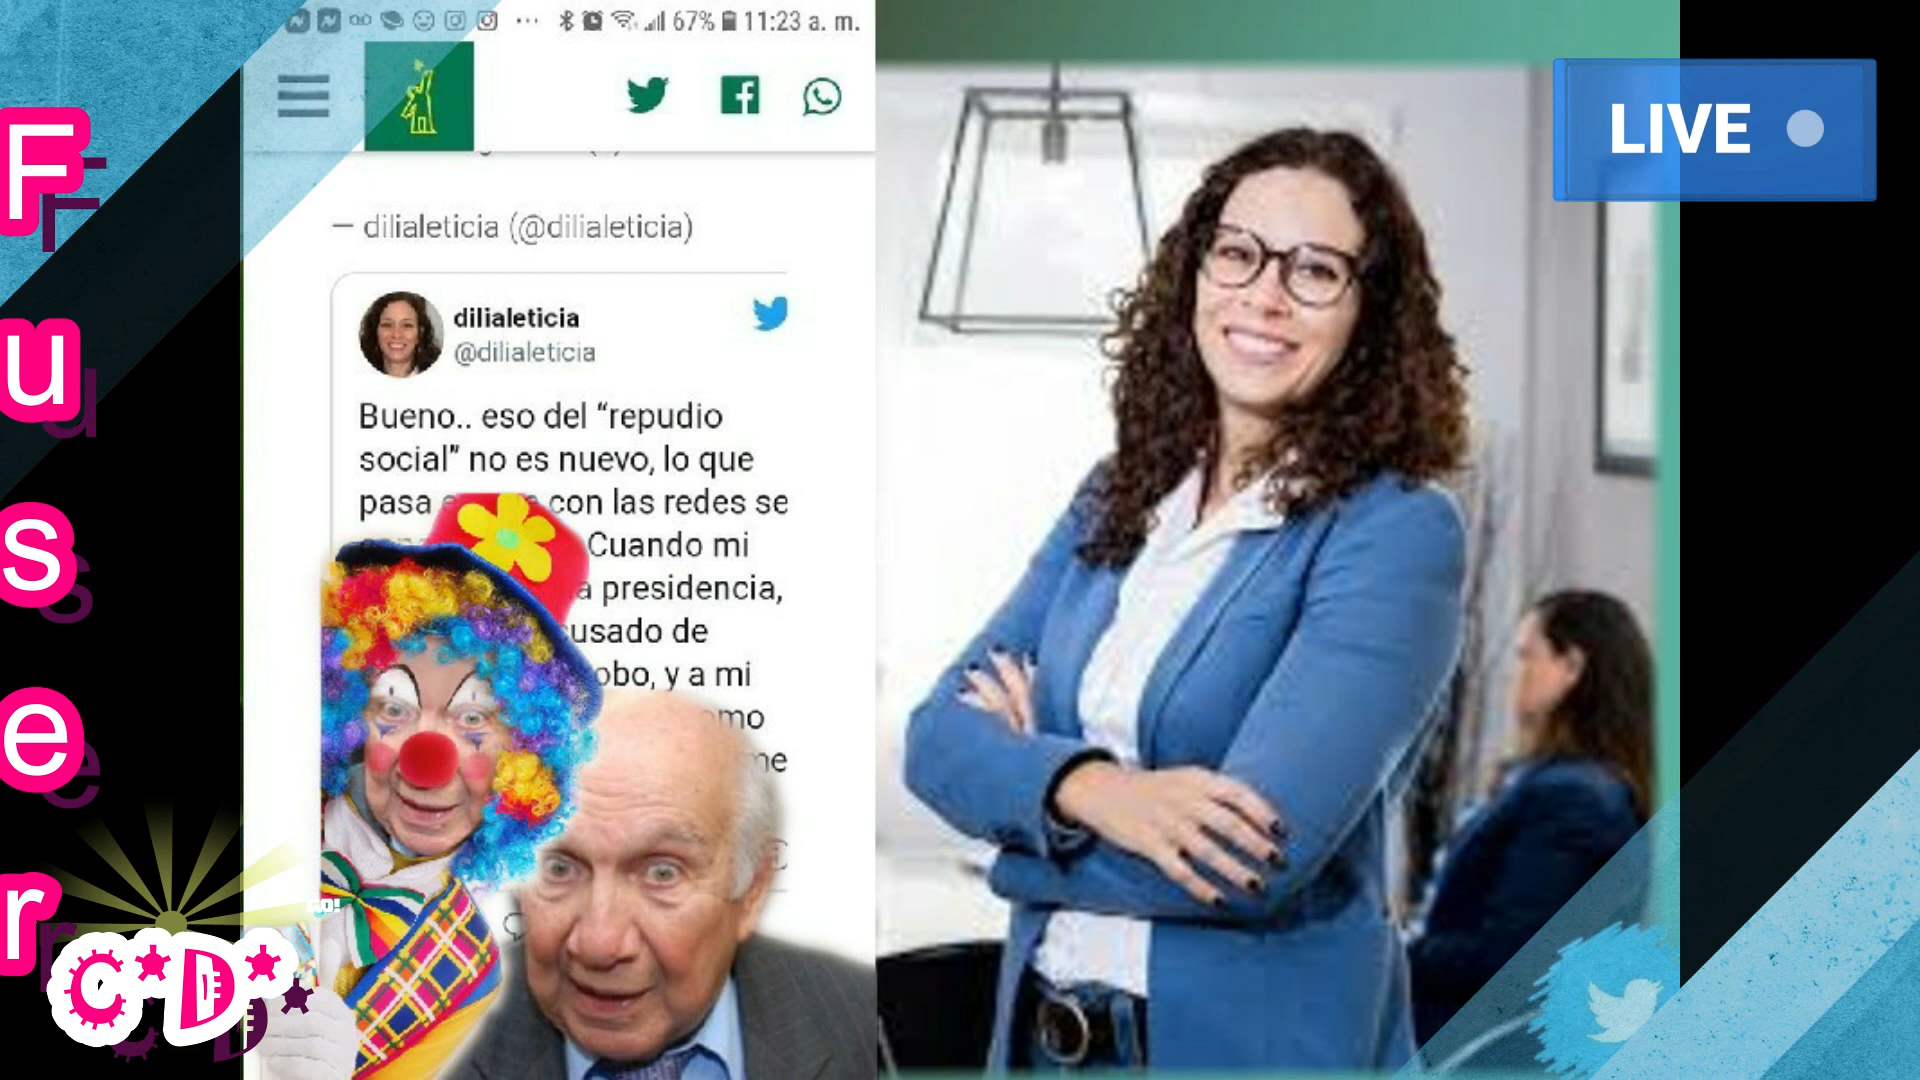 67% 11:23 a. m.
LIVE
— dilialeticia (@dilialeticia)
dilialeticia
@dilialeticia
Bueno.. eso del “repudio
social” no es nuevo, lo que
pasa con las redes se
Cuando mi
a presidencia,
usado de
obo, y a mi
mo
me
GO!
Fuser
C*D*